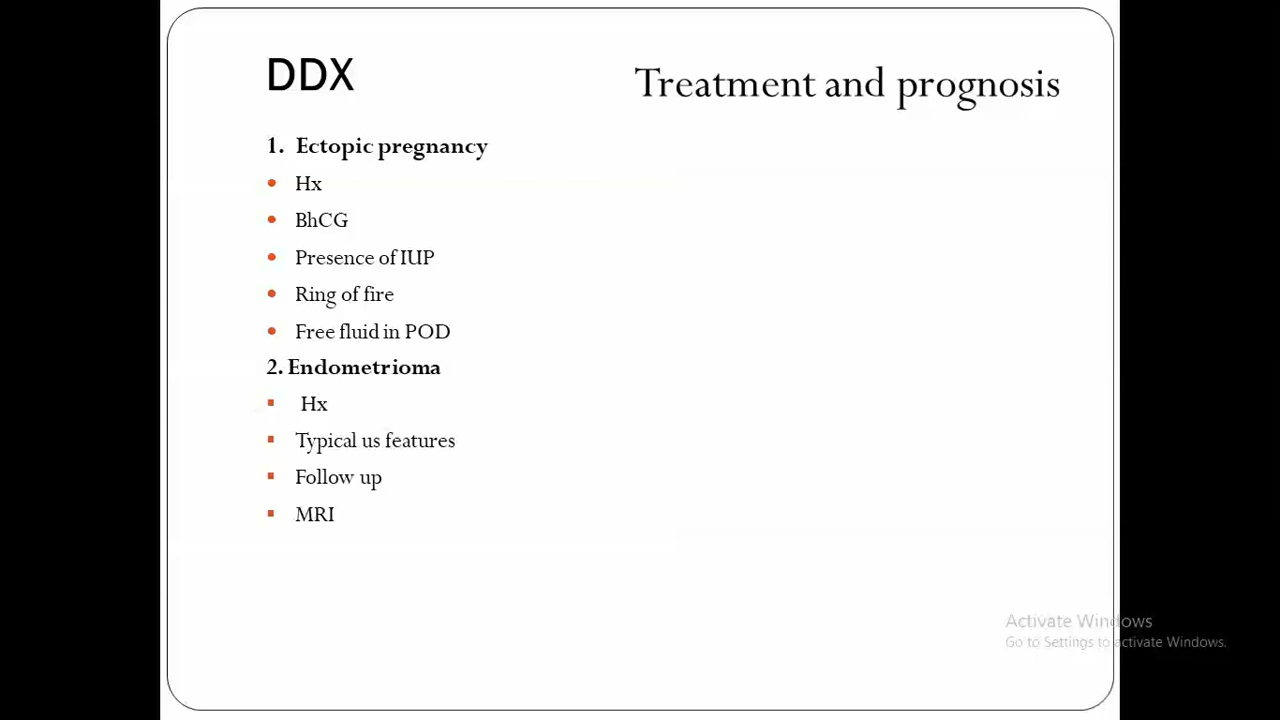 DDX
1. Ectopic pregnancy
Hx
BhCG
Presence of IUP
Ring of fire
Free fluid in POD
2. Endometrioma
Hx
Typical us features
Follow up
MRI
Treatment and prognosis
Activate Windows
Go to Settings to activate Windows.